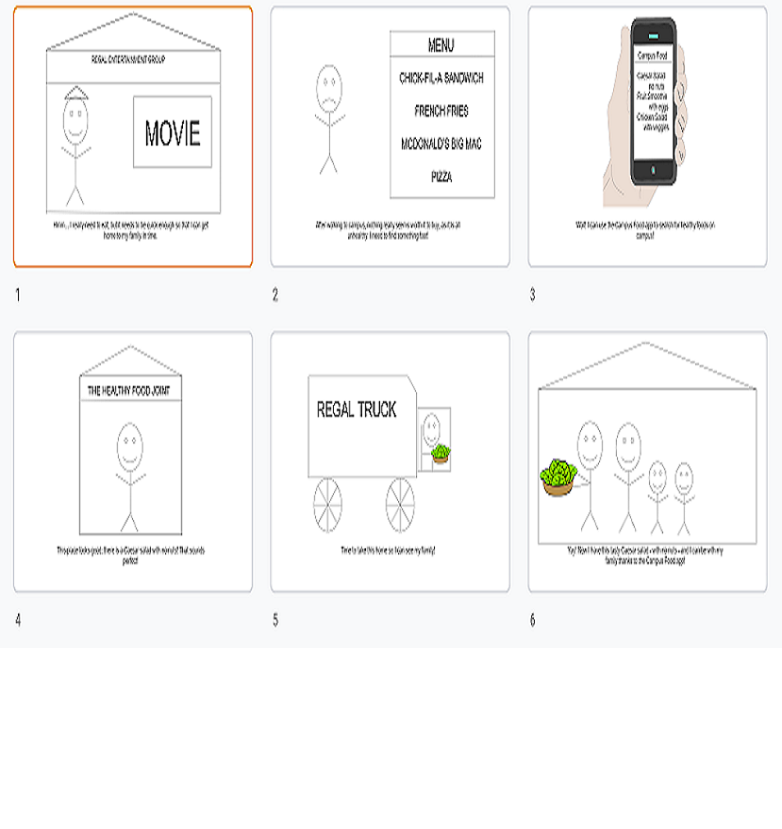 REGAL ENTERTAINMENT GROUP
MOVIE
Hmm... I really need to eat, but it needs to be quick enough so that I can get
home to my family in time.
1
MENU
CHICK-FIL-A SANDWICH
FRENCH FRIES
MCDONALD'S BIG MAC
PIZZA
After walking to campus, nothing really seems worth it to buy, as it is all
unhealthy. I need to find something fast!
2
Campus Food
Caesar Salad
no nuts
Fruit Smoothie
with eggs
Chicken Salad
with veggies
Wait! I can use the Campus Food app to search for healthy foods on
campus!
3
THE HEALTHY FOOD JOINT
This place looks good; there is a Caesar salad with no nuts! That sounds
perfect!
4
REGAL TRUCK
Time to take this home so I can see my family!
5
Yay! Now I have this tasty Caesar salad - with no nuts - and I can be with my
family thanks to the Campus Food app!
6